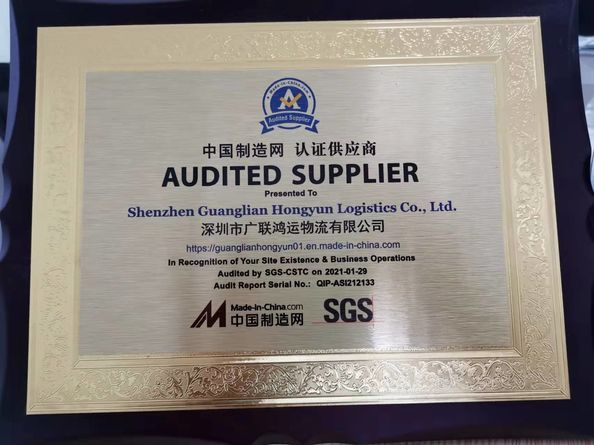 Made-in-China.com
Audited Supplier
中国制造网 认证供应商
AUDITED SUPPLIER
Presented To
Shenzhen Guanglian Hongyun Logistics Co., Ltd.
深圳市广联鸿运物流有限公司
https://guanglianhongyun01.en.made-in-china.com
In Recognition of Your Site Existence & Business Operations
Audited by SGS-CSTC on 2021-01-29
Audit Report Serial No.: QIP-ASI212133
Made-in-China.com
中国制造网
SGS